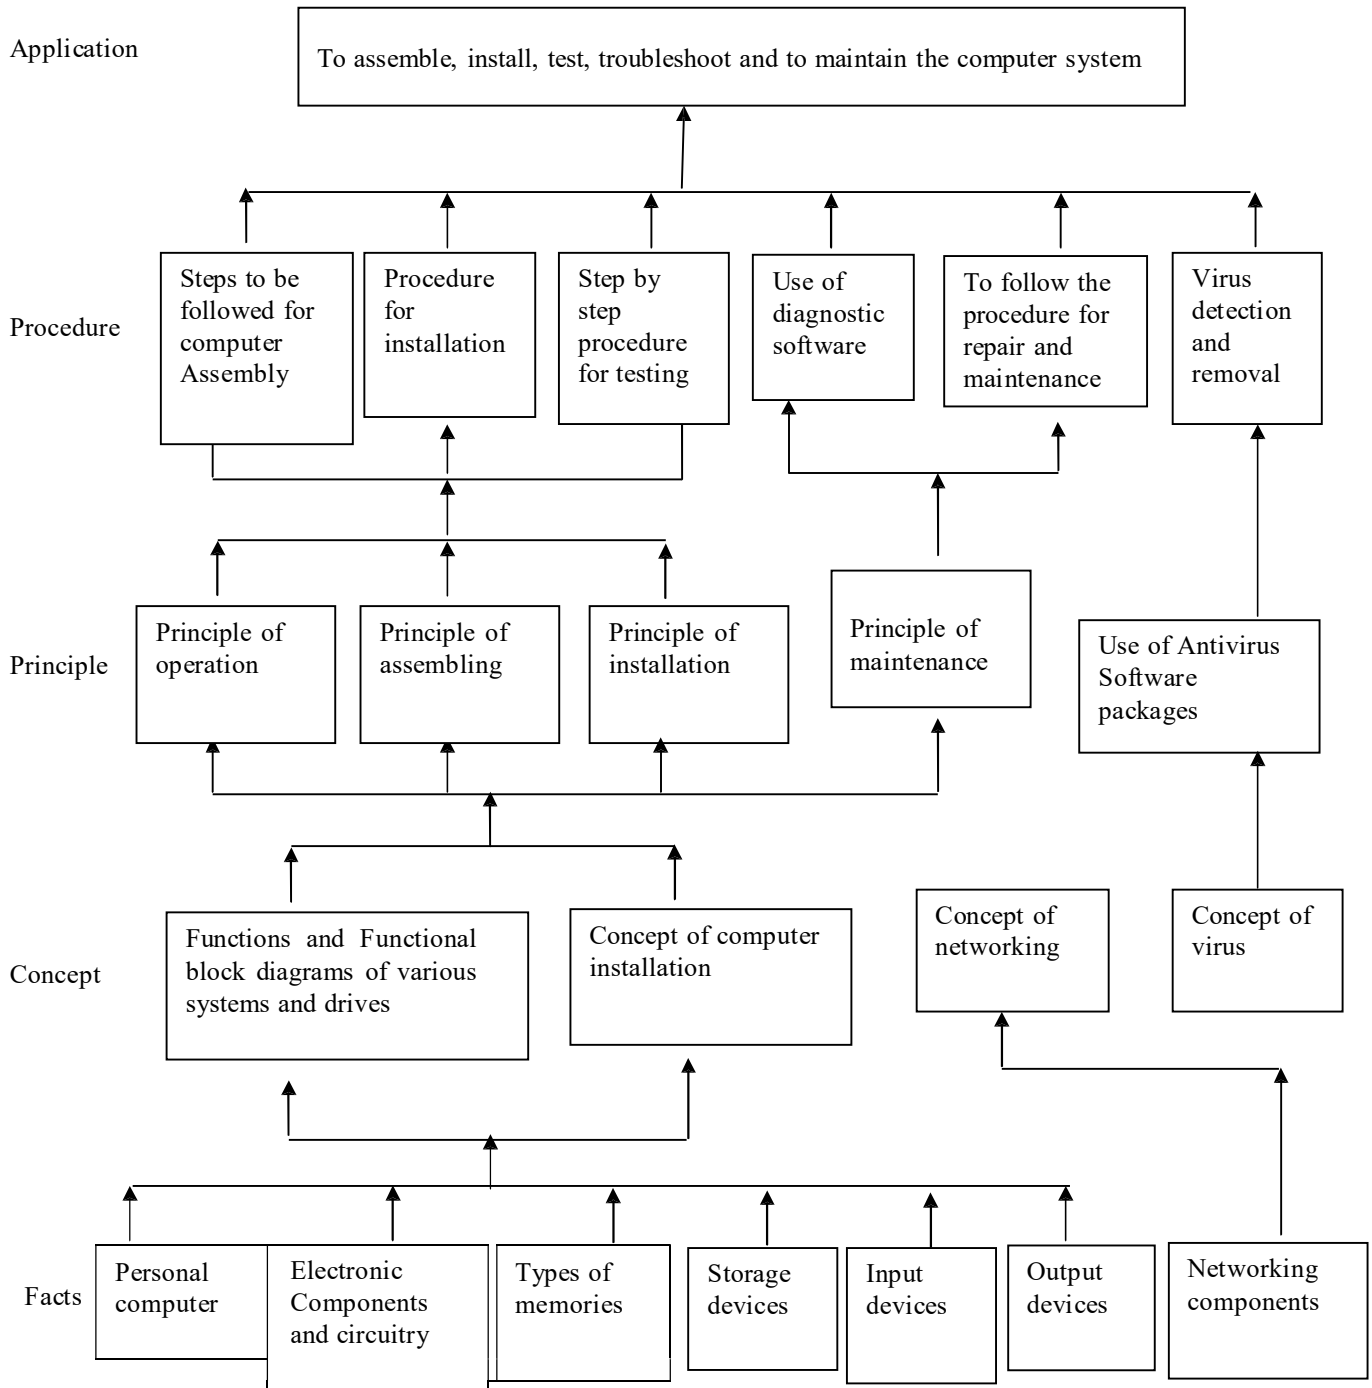 Application
To assemble, install, test, troubleshoot and to maintain the computer system
Procedure
Steps to be
followed for
computer
Assembly
Procedure
for
installation
Step by
step
procedure
for testing
Use of
diagnostic
software
To follow the
procedure for
repair and
maintenance
Virus
detection
and
removal
Principle
Principle of
operation
Principle of
assembling
Principle of
installation
Principle of
maintenance
Use of Antivirus
Software
packages
Concept
Functions and Functional
block diagrams of various
systems and drives
Concept of computer
installation
Concept of
networking
Concept of
virus
Facts
Personal
computer
Electronic
Components
and circuitry
Types of
memories
Storage
devices
Input
devices
Output
devices
Networking
components